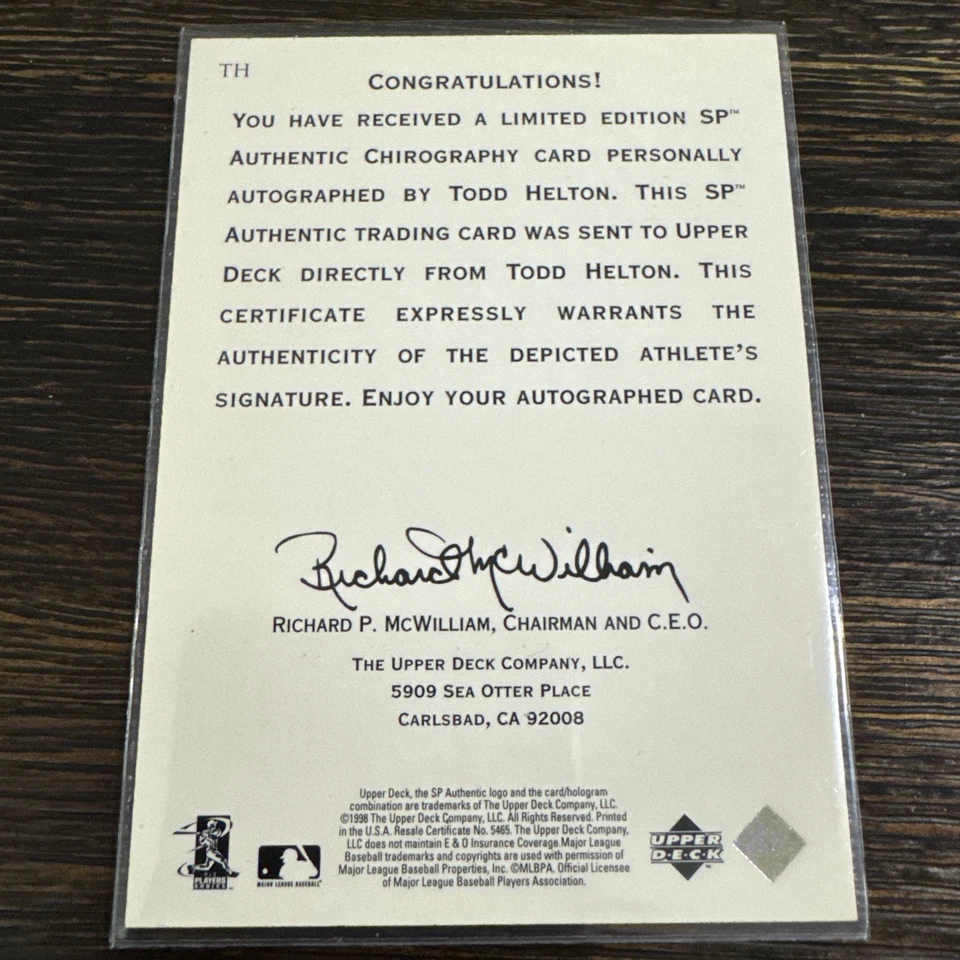 TH
CONGRATULATIONS!
YOU HAVE RECEIVED A LIMITED EDITION SP™
AUTHENTIC CHIROGRAPHY CARD PERSONALLY
AUTOGRAPHED BY TODD HELTON. THIS SP™
AUTHENTIC TRADING CARD WAS SENT TO UPPER
DECK DIRECTLY FROM TODD HELTON. THIS
CERTIFICATE EXPRESSLY WARRANTS THE
AUTHENTICITY OF THE DEPICTED ATHLETE'S
SIGNATURE. ENJOY YOUR AUTOGRAPHED CARD.
Richard McWilliam
RICHARD P. MCWILLIAM, CHAIRMAN AND C.E.O.
THE UPPER DECK COMPANY, LLC.
5909 SEA OTTER PLACE
CARLSBAD, CA 92008
Upper Deck, the SP Authentic logo and the card/hologram
combination are trademarks of The Upper Deck Company, LLC.
©1998 The Upper Deck Company, LLC. All Rights Reserved. Printed
in the U.S.A. Resale Certificate No. 5465. The Upper Deck Company,
LLC does not maintain E & O Insurance Coverage.Major League
Baseball trademarks and copyrights are used with permission of
Major League Baseball Properties, Inc. ©MLBPA. Official Licensee
of Major League Baseball Players Association.
PLAYERS
CHOICE
MAJOR LEAGUE BASEBALL
UPPER
DECK